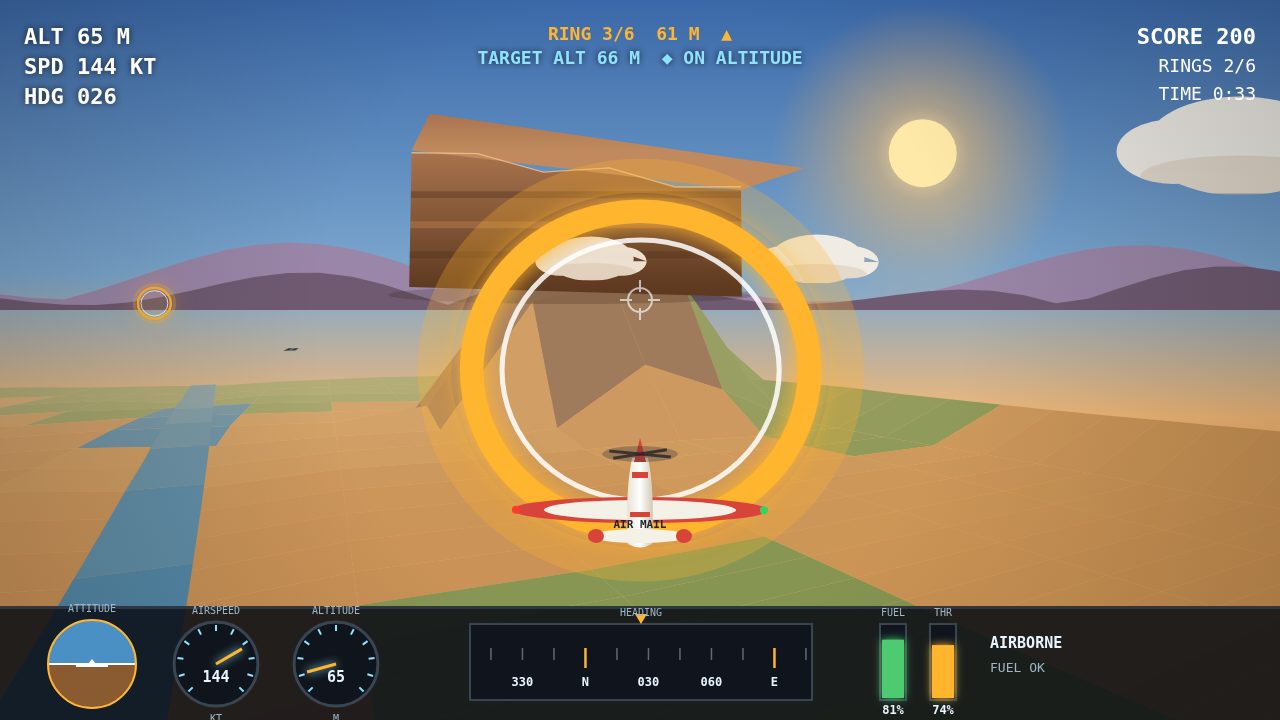 ALT 65 M
SPD 144 KT
HDG 026
RING 3/6 61 M ▲
TARGET ALT 66 M ◆ ON ALTITUDE
SCORE 200
RINGS 2/6
TIME 0:33
AIR MAIL
ATTITUDE
AIRSPEED
144
KT
ALTITUDE
65
M
HEADING
330 N 030 060 E
FUEL
81%
THR
74%
AIRBORNE
FUEL OK